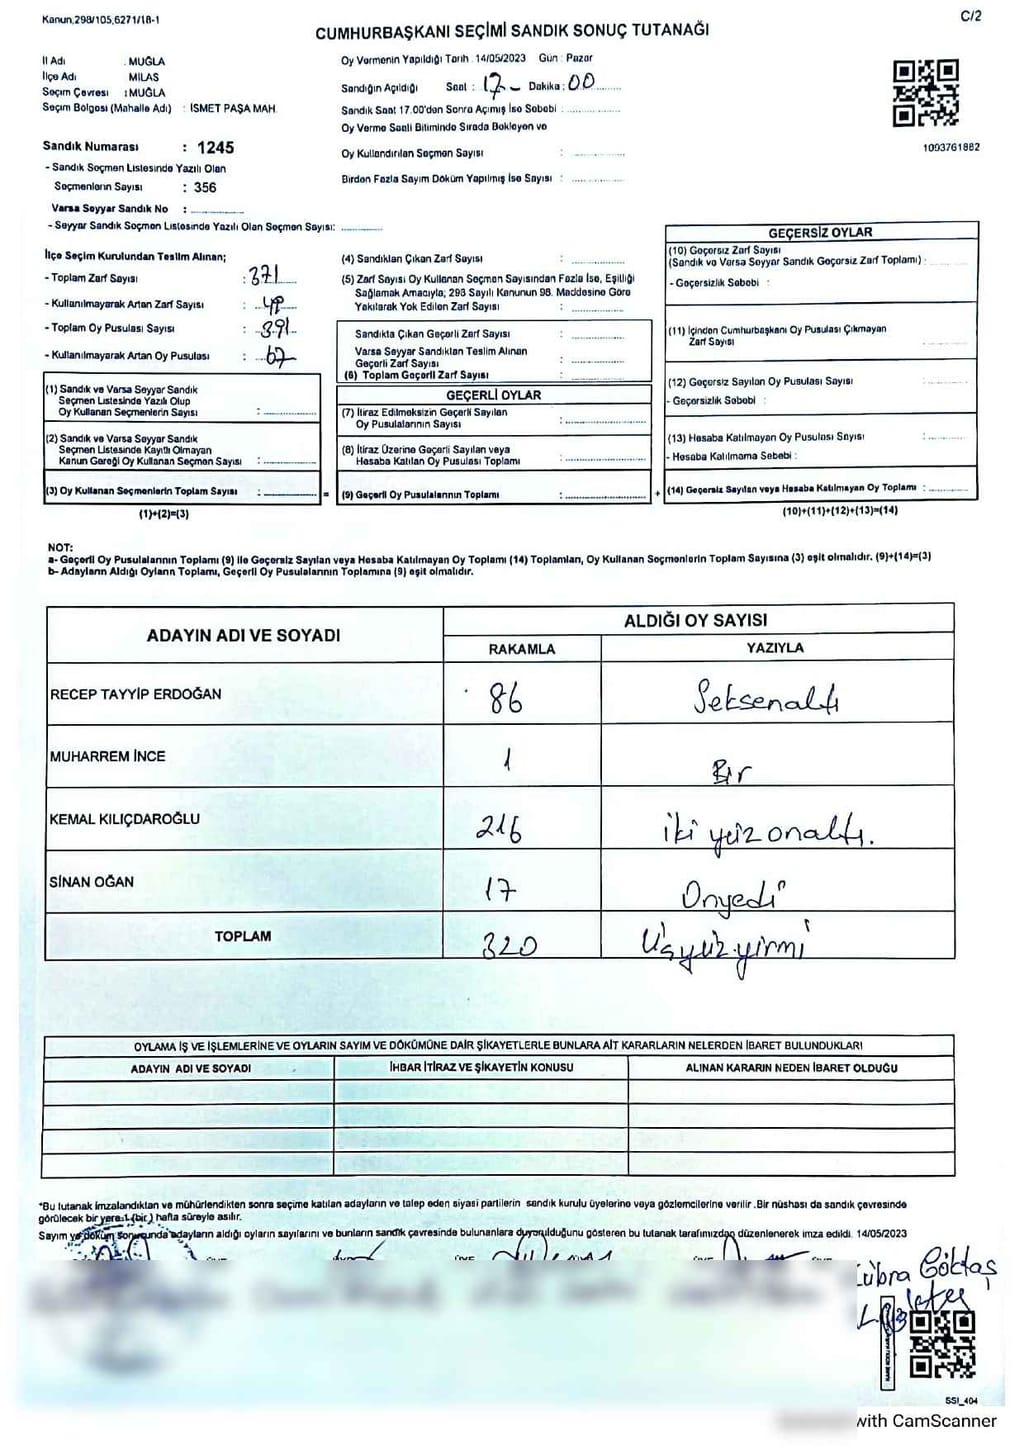 Kanun,298/105,6271/18-1
C/2
CUMHURBAŞKANI SEÇİMİ SANDIK SONUÇ TUTANAĞI
İl Adı : MUĞLA
İlçe Adı MİLAS
Seçim Çevresi : MUĞLA
Seçim Bölgesi (Mahalle Adı) : İSMET PAŞA MAH.
Sandık Numarası : 1245
- Sandık Seçmen Listesinde Yazılı Olan
Seçmenlerin Sayısı : 356
Varsa Seyyar Sandık No :
- Seyyar Sandık Seçmen Listesinde Yazılı Olan Seçmen Sayısı:
Oy Vermenin Yapıldığı Tarih : 14/05/2023 Gün : Pazar
Sandığın Açıldığı Saat : 17 Dakika : 00
Sandık Saat 17.00'den Sonra Açılmış İse Sebebi :
Oy Verme Saati Bitiminde Sırada Bekleyen ve
Oy Kullandırılan Seçmen Sayısı :
Birden Fazla Sayım Döküm Yapılmış İse Sayısı :
1093761882
İlçe Seçim Kurulundan Teslim Alınan;
- Toplam Zarf Sayısı : 371
- Kullanılmayarak Artan Zarf Sayısı :
- Toplam Oy Pusulası Sayısı : 391
- Kullanılmayarak Artan Oy Pusulası : 67
(1) Sandık ve Varsa Seyyar Sandık
Seçmen Listesinde Yazılı Olup
Oy Kullanan Seçmenlerin Sayısı :
(2) Sandık ve Varsa Seyyar Sandık
Seçmen Listesinde Kayıtlı Olmayan
Kanun Gereği Oy Kullanan Seçmen Sayısı :
(3) Oy Kullanan Seçmenlerin Toplam Sayısı : =
(1)+(2)=(3)
(4) Sandıktan Çıkan Zarf Sayısı :
(5) Zarf Sayısı Oy Kullanan Seçmen Sayısından Fazla İse, Eşitliği
Sağlamak Amacıyla; 298 Sayılı Kanunun 98. Maddesine Göre
Yakılarak Yok Edilen Zarf Sayısı :
Sandıkta Çıkan Geçerli Zarf Sayısı :
Varsa Seyyar Sandıktan Teslim Alınan
Geçerli Zarf Sayısı :
(6) Toplam Geçerli Zarf Sayısı :
GEÇERLİ OYLAR
(7) İtiraz Edilmeksizin Geçerli Sayılan
Oy Pusulalarının Sayısı :
(8) İtiraz Üzerine Geçerli Sayılan veya
Hesaba Katılan Oy Pusulası Toplamı :
(9) Geçerli Oy Pusulalarının Toplamı : +
GEÇERSİZ OYLAR
(10) Geçersiz Zarf Sayısı
(Sandık ve Varsa Seyyar Sandık Geçersiz Zarf Toplamı) :
- Geçersizlik Sebebi :
(11) İçinden Cumhurbaşkanı Oy Pusulası Çıkmayan
Zarf Sayısı :
(12) Geçersiz Sayılan Oy Pusulası Sayısı :
- Geçersizlik Sebebi :
(13) Hesaba Katılmayan Oy Pusulası Sayısı :
- Hesaba Katılmama Sebebi :
(14) Geçersiz Sayılan veya Hesaba Katılmayan Oy Toplamı :
(10)+(11)+(12)+(13)=(14)
NOT:
a- Geçerli Oy Pusulalarının Toplamı (9) ile Geçersiz Sayılan veya Hesaba Katılmayan Oy Toplamı (14) Toplamları, Oy Kullanan Seçmenlerin Toplam Sayısına (3) eşit olmalıdır. (9)+(14)=(3)
b- Adayların Aldığı Oyların Toplamı, Geçerli Oy Pusulalarının Toplamına (9) eşit olmalıdır.
ADAYIN ADI VE SOYADI ALDIĞI OY SAYISI
RAKAMLA YAZIYLA
RECEP TAYYİP ERDOĞAN 86 Seksenaltı
MUHARREM İNCE 1 Bir
KEMAL KILIÇDAROĞLU 216 iki yüz onaltı.
SİNAN OĞAN 17 Onyedi
TOPLAM 320 Üçyüz yirmi
OYLAMA İŞ VE İŞLEMLERİNE VE OYLARIN SAYIM VE DÖKÜMÜNE DAİR ŞİKAYETLERLE BUNLARA AİT KARARLARIN NELERDEN İBARET BULUNDUKLARI
ADAYIN ADI VE SOYADI İHBAR İTİRAZ VE ŞİKAYETİN KONUSU ALINAN KARARIN NEDEN İBARET OLDUĞU
*Bu tutanak imzalandıktan ve mühürlendikten sonra seçime katılan adayların ve talep eden siyasi partilerin sandık kurulu üyelerine veya gözlemcilerine verilir. Bir nüshası da sandık çevresinde
görülecek bir yere 1 (bir) hafta süreyle asılır.
Sayım ve döküm sonucunda adayların aldığı oyların sayılarını ve bunların sandık çevresinde bulunanlara duyurulduğunu gösteren bu tutanak tarafımızdan düzenlenerek imza edildi. 14/05/2023
Kübra Göktaş
SSI_404
with CamScanner